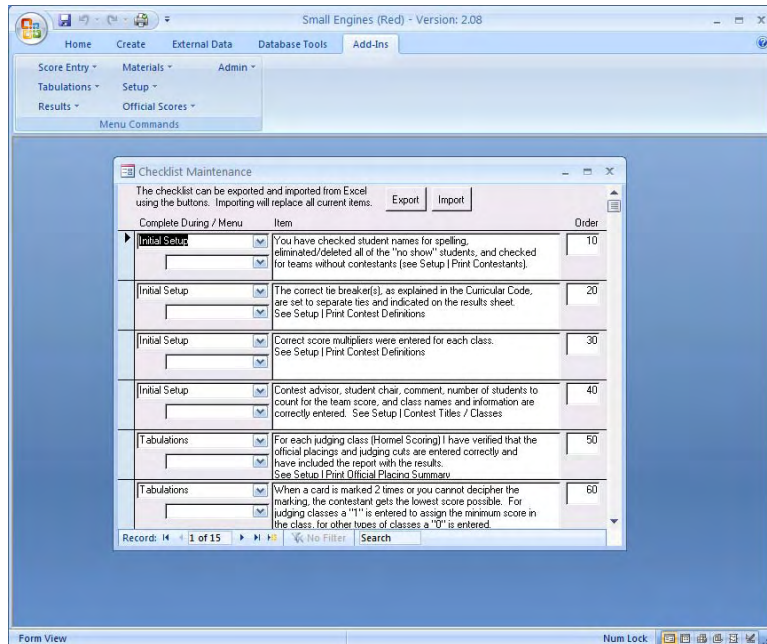 Small Engines (Red) - Version: 2.08
Home Create External Data Database Tools Add-Ins
Score Entry Materials Admin
Tabulations Setup
Results Official Scores
Menu Commands
Checklist Maintenance
The checklist can be exported and imported from Excel
using the buttons. Importing will replace all current items.
Export Import
Complete During / Menu Item Order
Initial Setup
You have checked student names for spelling,
eliminated/deleted all of the "no show" students, and checked
for teams without contestants (see Setup | Print Contestants).
10
Initial Setup
The correct tie breaker(s), as explained in the Curricular Code,
are set to separate ties and indicated on the results sheet.
See Setup | Print Contest Definitions
20
Initial Setup
Correct score multipliers were entered for each class.
See Setup | Print Contest Definitions
30
Initial Setup
Contest advisor, student chair, comment, number of students to
count for the team score, and class names and information are
correctly entered. See Setup | Contest Titles / Classes
40
Tabulations
For each judging class (Hormel Scoring) I have verified that the
official placings and judging cuts are entered correctly and
have included the report with the results.
See Setup | Print Official Placing Summary
50
Tabulations
When a card is marked 2 times or you cannot decipher the
marking, the contestant gets the lowest score possible. For
judging classes a "1" is entered to assign the minimum score in
the class, for other types of classes a "0" is entered.
60
Record: 1 of 15 No Filter Search
Form View Num Lock